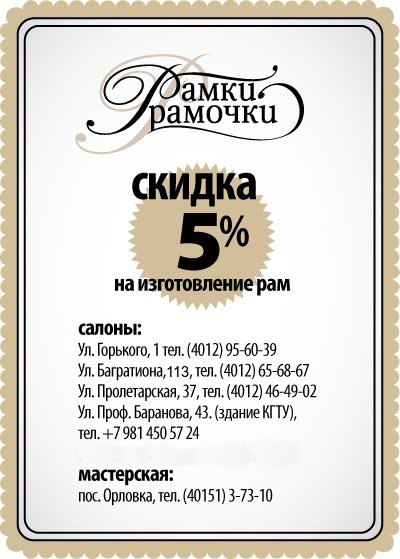 Рамки
рамочки
скидка
5%
на изготовление рам
салоны:
Ул. Горького, 1 тел. (4012) 95-60-39
Ул. Багратиона,113, тел. (4012) 65-68-67
Ул. Пролетарская, 37, тел. (4012) 46-49-02
Ул. Проф. Баранова, 43. (здание КГТУ),
тел. +7 981 450 57 24
мастерская:
пос. Орловка, тел. (40151) 3-73-10